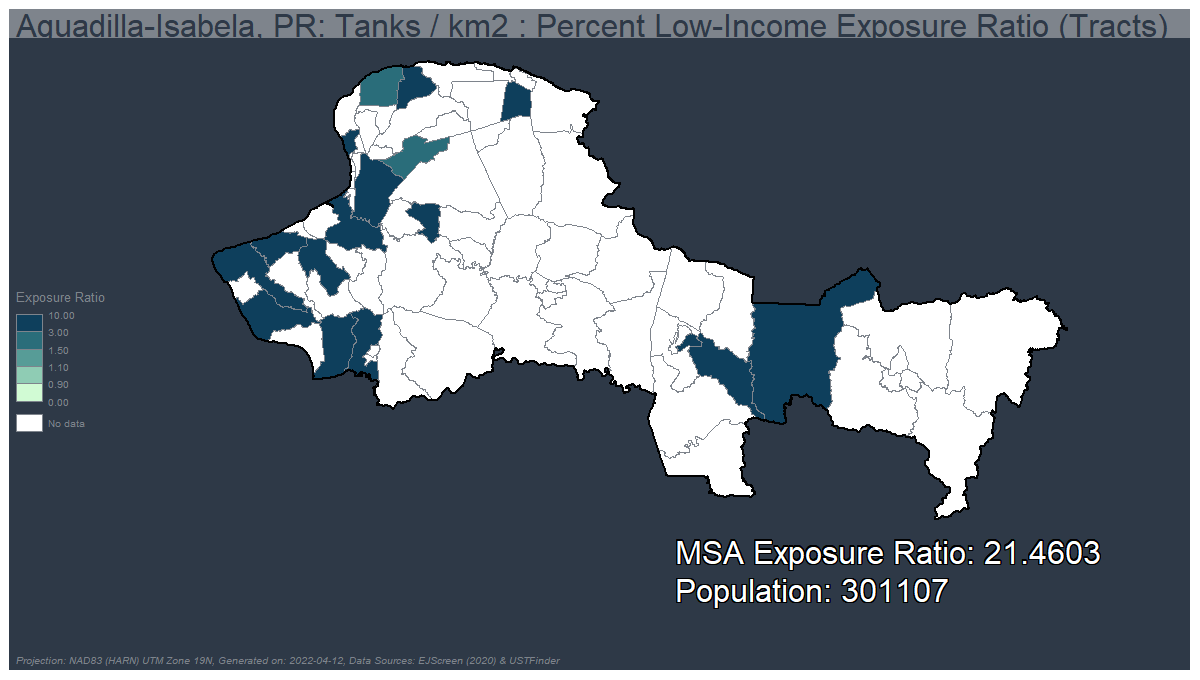 Aguadilla-Isabela, PR: Tanks / km2 : Percent Low-Income Exposure Ratio (Tracts)
Exposure Ratio
10.00
3.00
1.50
1.10
0.90
0.00
No data
MSA Exposure Ratio: 21.4603
Population: 301107
Projection: NAD83 (HARN) UTM Zone 19N, Generated on: 2022-04-12, Data Sources: EJScreen (2020) & USTFinder